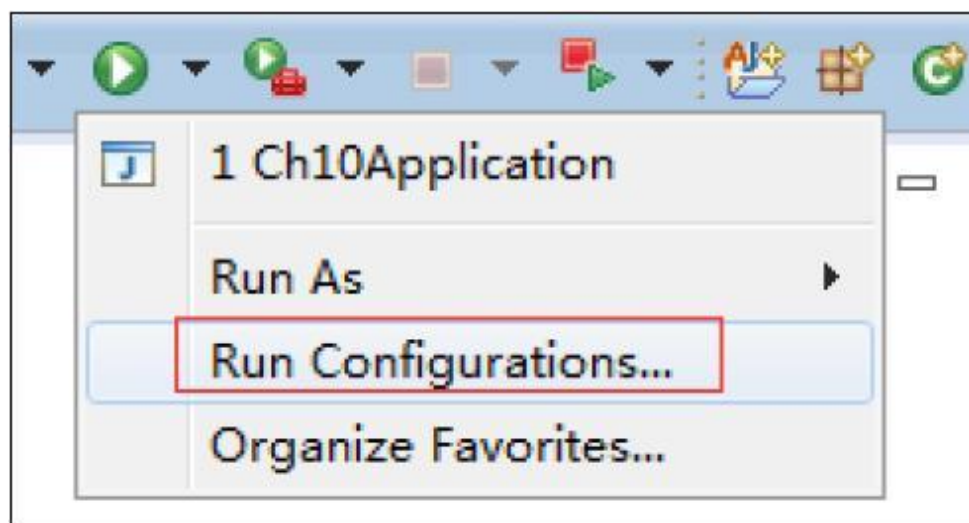 1 Ch10Application
Run As
Run Configurations...
Organize Favorites...